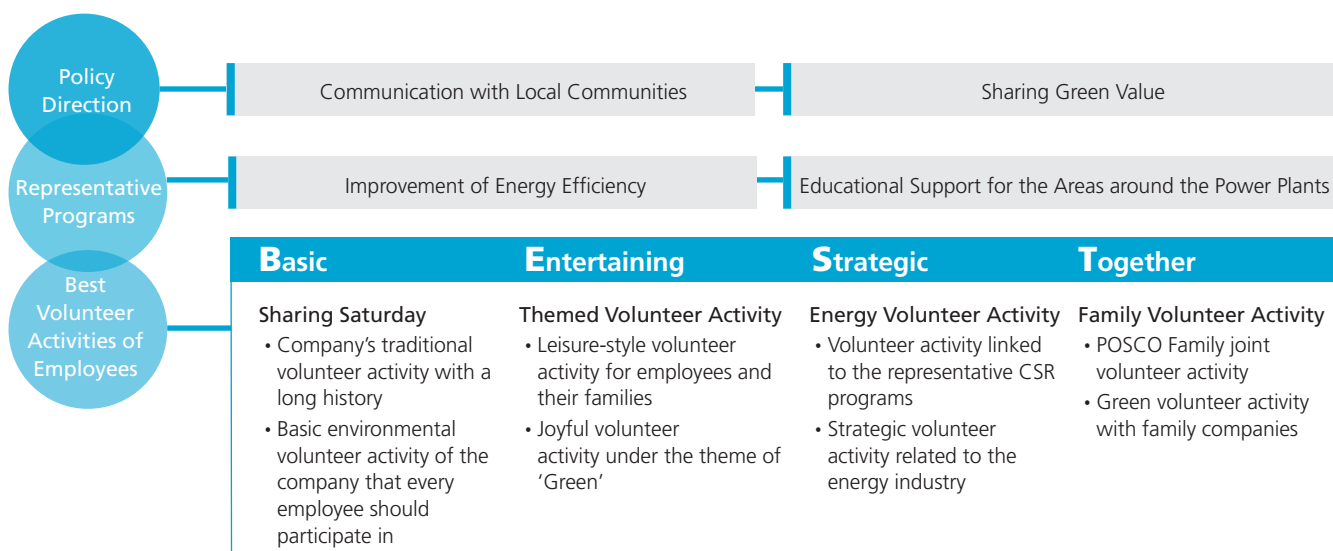 Policy
Direction
Communication with Local Communities
Sharing Green Value
Representative
Programs
Improvement of Energy Efficiency
Educational Support for the Areas around the Power Plants
Best
Volunteer
Activities of
Employees
Basic
Sharing Saturday
• Company's traditional
volunteer activity with a
long history
• Basic environmental
volunteer activity of the
company that every
employee should
participate in
Entertaining
Themed Volunteer Activity
• Leisure-style volunteer
activity for employees and
their families
• Joyful volunteer
activity under the theme of
‘Green’
Strategic
Energy Volunteer Activity
• Volunteer activity linked
to the representative CSR
programs
• Strategic volunteer
activity related to the
energy industry
Together
Family Volunteer Activity
• POSCO Family joint
volunteer activity
• Green volunteer activity
with family companies